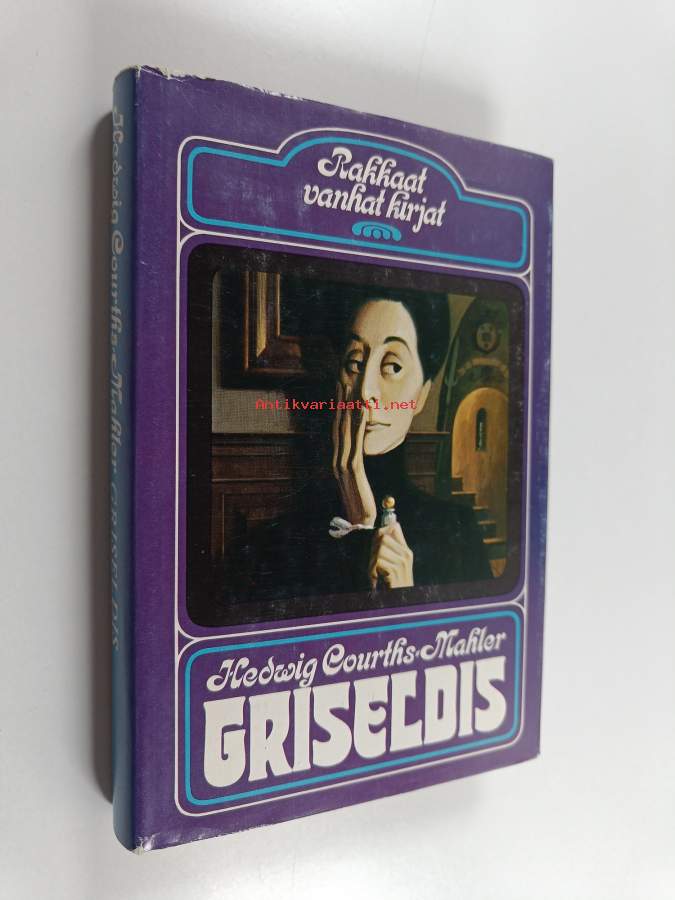 Rakkaat
vanhat kirjat
Antikvariaatti.net
Hedwig Courths-Mahler
GRISELDIS
Hedwig Courths-Mahler GRISELDIS